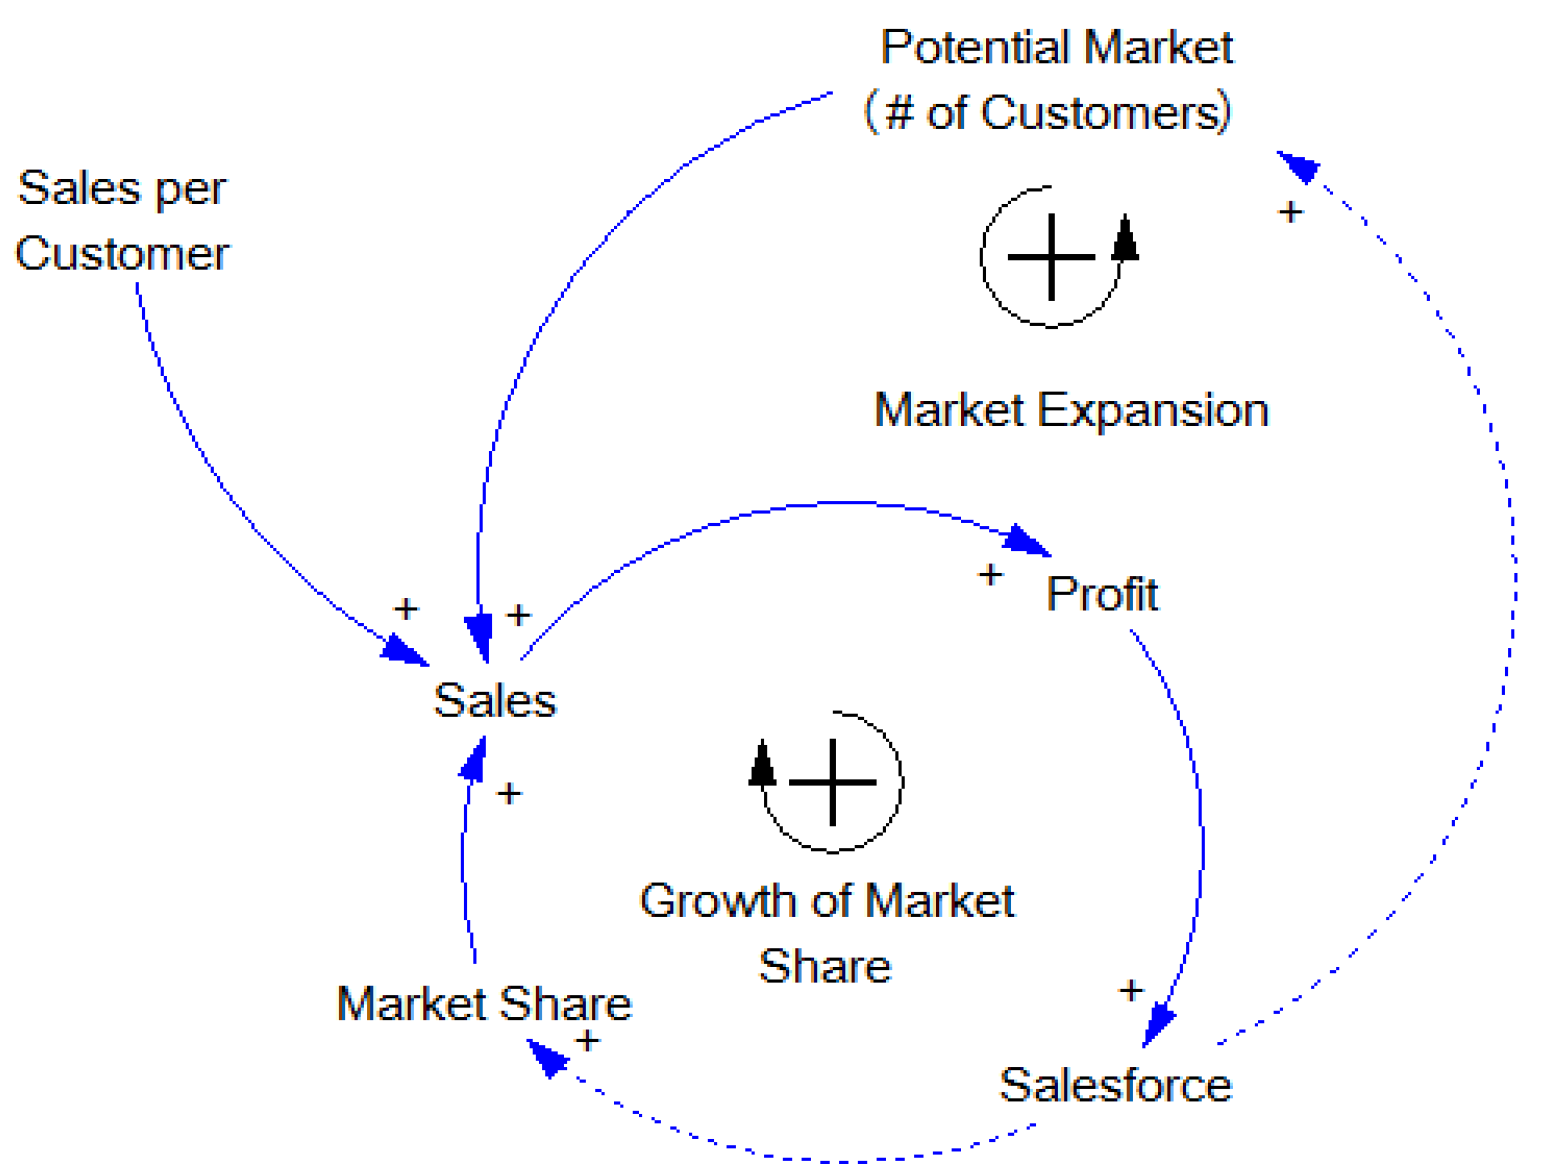 Potential Market
(# of Customers)
Sales per
Customer
+
Market Expansion
+
Profit
+
+
Sales
+
Growth of Market
Share
+
Market Share
+
Salesforce